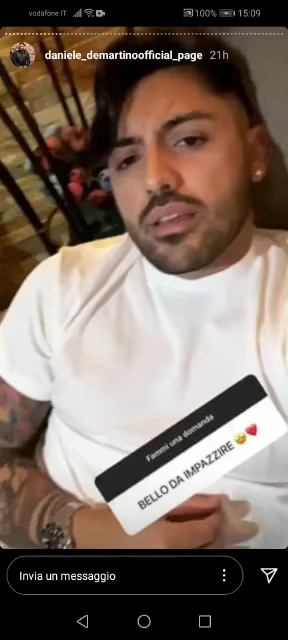 vodafone IT 100% 15:09
daniele_demartinoofficial_page 21h
Fammi una domanda
BELLO DA IMPAZZIRE 🤩❤️
Invia un messaggio